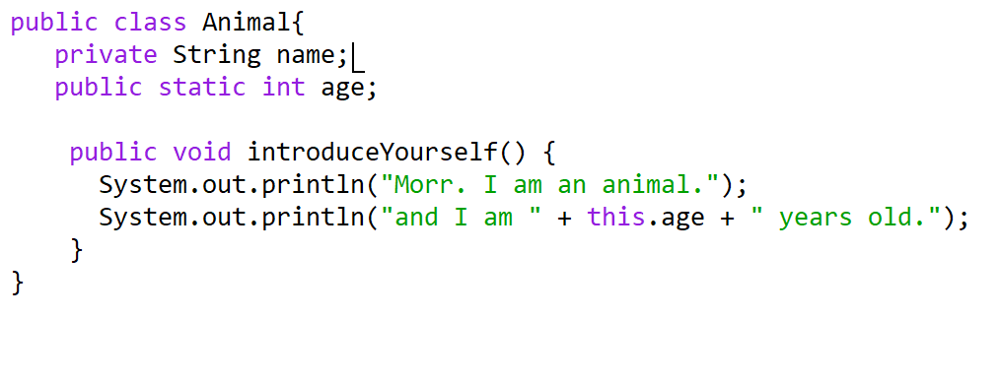 public class Animal{
private String name;
public static int age;
public void introduceYourself() {
System.out.println("Morr. I am an animal.");
System.out.println("and I am " + this.age + " years old.");
}
}